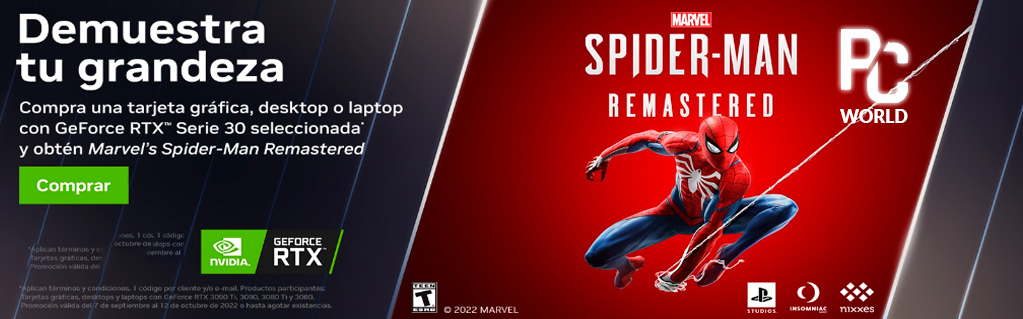 Demuestra
tu grandeza
Compra una tarjeta gráfica, desktop o laptop
con GeForce RTX™ Serie 30 seleccionada*
y obtén Marvel's Spider-Man Remastered
Comprar
NVIDIA.
GEFORCE
RTX™
*Aplican términos y condiciones. 1 código por cliente y/o e-mail. Productos participantes:
Tarjetas gráficas, desktops y laptops con GeForce RTX 3090 Ti, 3090, 3080 Ti y 3080.
Promoción válida del 7 de septiembre al 12 de octubre de 2022 o hasta agotar existencias.
MARVEL
SPIDER-MAN
REMASTERED
PC
WORLD
TEEN
T
ESRB
© 2022 MARVEL
STUDIOS
INSOMNIAC
nixxes